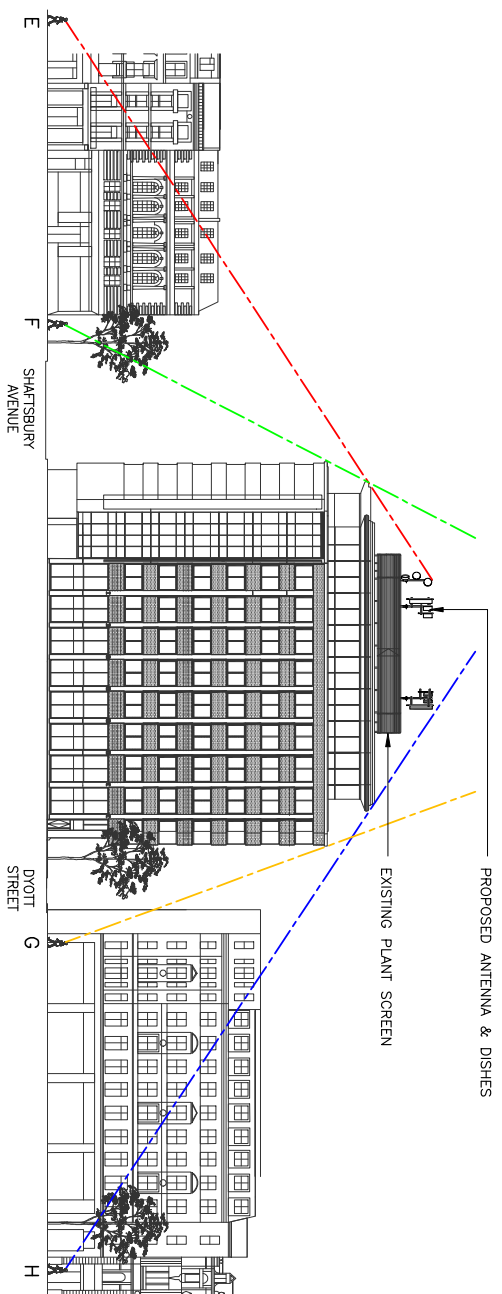 PROPOSED ANTENNA & DISHES
EXISTING PLANT SCREEN
E
F
SHAFTSBURY
AVENUE
DYOTT
STREET
G
H